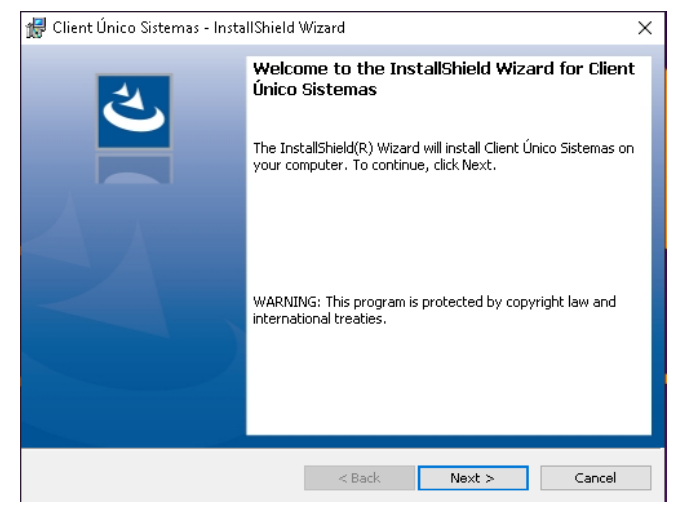 Client Único Sistemas - InstallShield Wizard
Welcome to the InstallShield Wizard for Client
Único Sistemas
The InstallShield(R) Wizard will install Client Único Sistemas on
your computer. To continue, click Next.
WARNING: This program is protected by copyright law and
international treaties.
< Back
Next >
Cancel